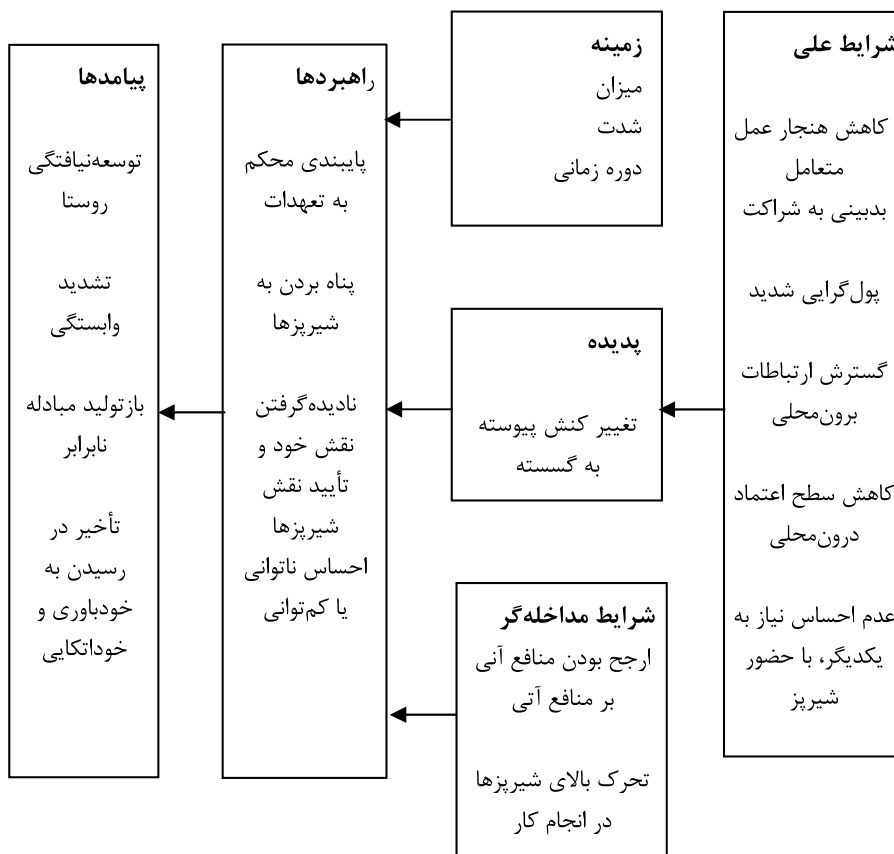 شرایط علی
کاهش هنجار عمل
متعامل
بدبینی به شراکت
پول‌گرایی شدید
گسترش ارتباطات
برون‌محلی
کاهش سطح اعتماد
درون‌محلی
عدم احساس نیاز به
یکدیگر، با حضور
شیرپز
زمینه
میزان
شدت
دوره زمانی
پدیده
تغییر کنش پیوسته
به گسسته
شرایط مداخله‌گر
ارجح بودن منافع آنی
بر منافع آتی
تحرک بالای شیرپزها
در انجام کار
راهبردها
پایبندی محکم
به تعهدات
پناه بردن به
شیرپزها
نادیده‌گرفتن
نقش خود و
تأیید نقش
شیرپزها
احساس ناتوانی
یا کم‌توانی
پیامدها
توسعه‌نیافتگی
روستا
تشدید
وابستگی
بازتولید مبادله
نابرابر
تأخیر در
رسیدن به
خودباوری و
خوداتکایی